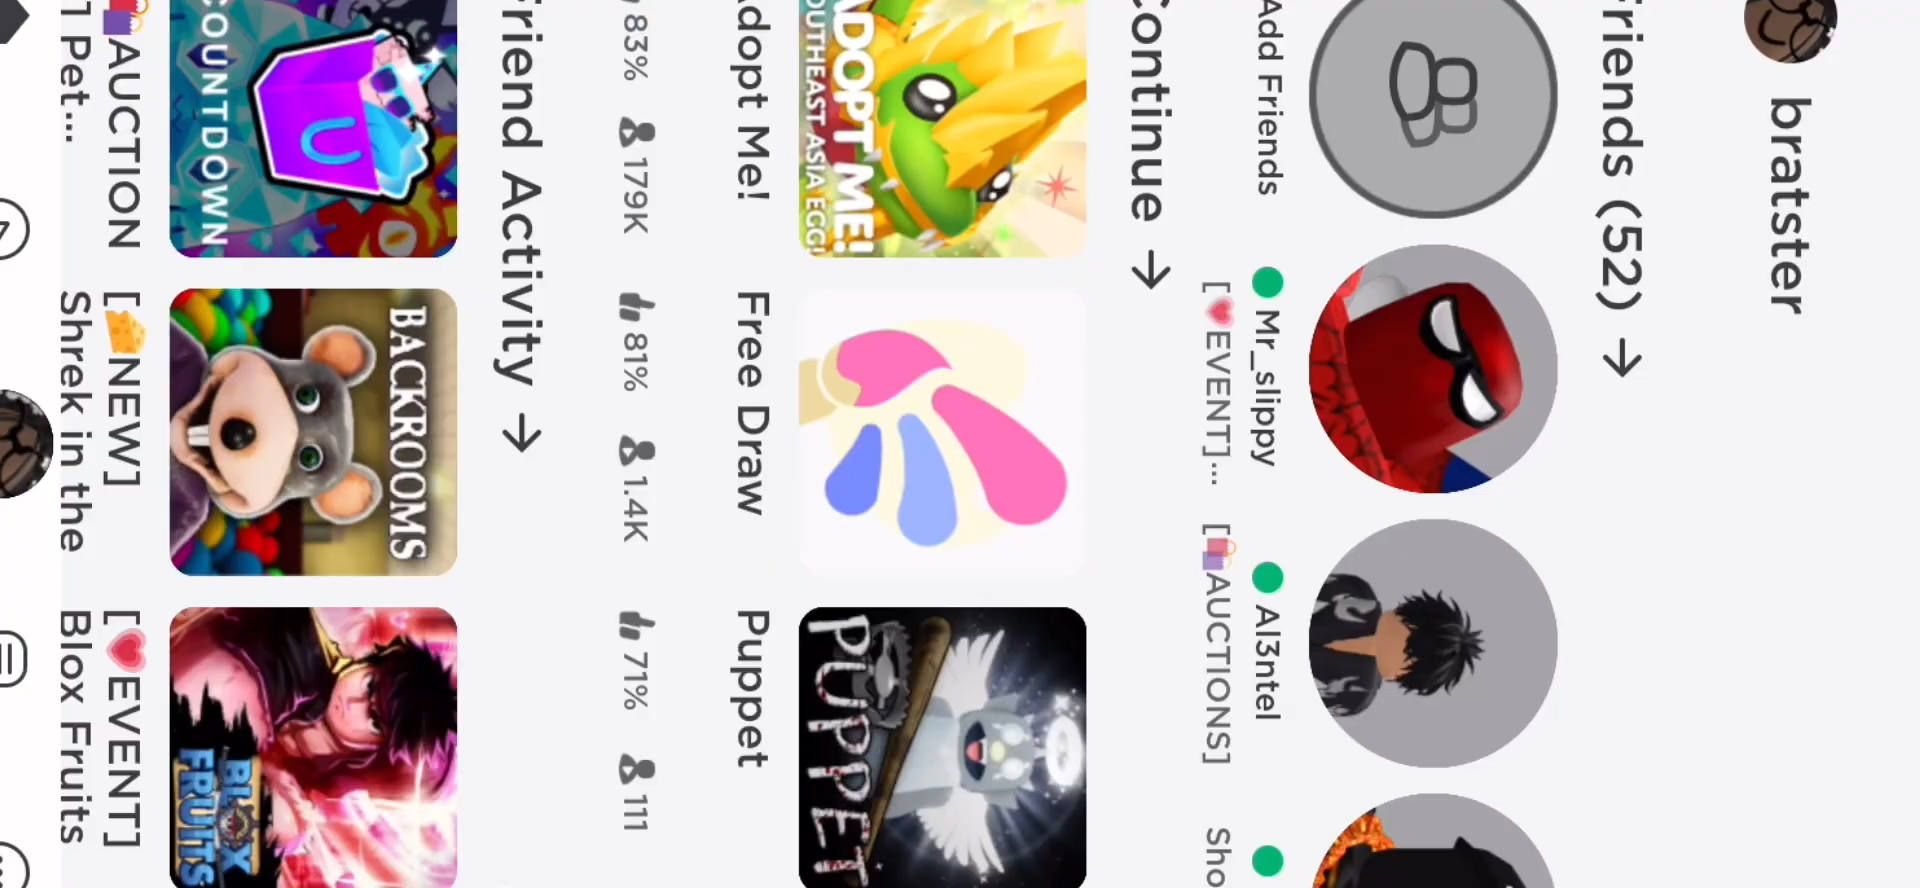 bratster
Friends (52) →
Add Friends
Mr_slippy
[💗EVENT]...
Al3ntel
[🛍️AUCTIONS]
Sho
Continue →
ADOPT ME!
SOUTHEAST ASIA EGG!
PUPPET
Adopt Me!
Free Draw
Puppet
83% 179K
81% 1.4K
71% 111
Friend Activity →
COUNTDOWN
BACKROOMS
BLOX
FRUITS
🛍️AUCTION
] Pet...
[🧀NEW]
Shrek in the
[💗EVENT]
Blox Fruits